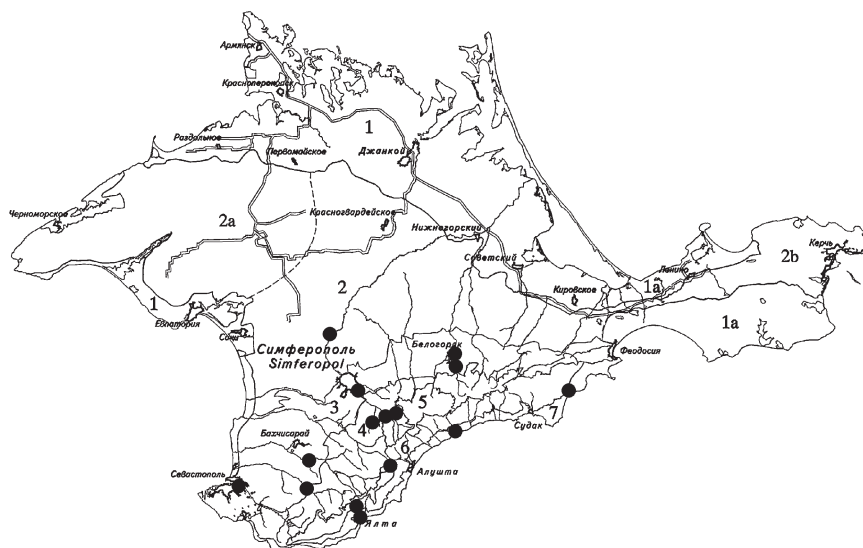 Армянск
Красноперекопск
1
Раздольное
Первомайское
Джанкой
Черноморское
2а
Красногвардейское
Нижнегорский
Советский
Керчь
2b
Ленино
1a
Кировское
1
2
1a
Евпатория
Саки
Белогорск
Феодосия
Симферополь
Simferopol
3
5
7
4
Судак
Бахчисарай
6
Алушта
Севастополь
Ялта